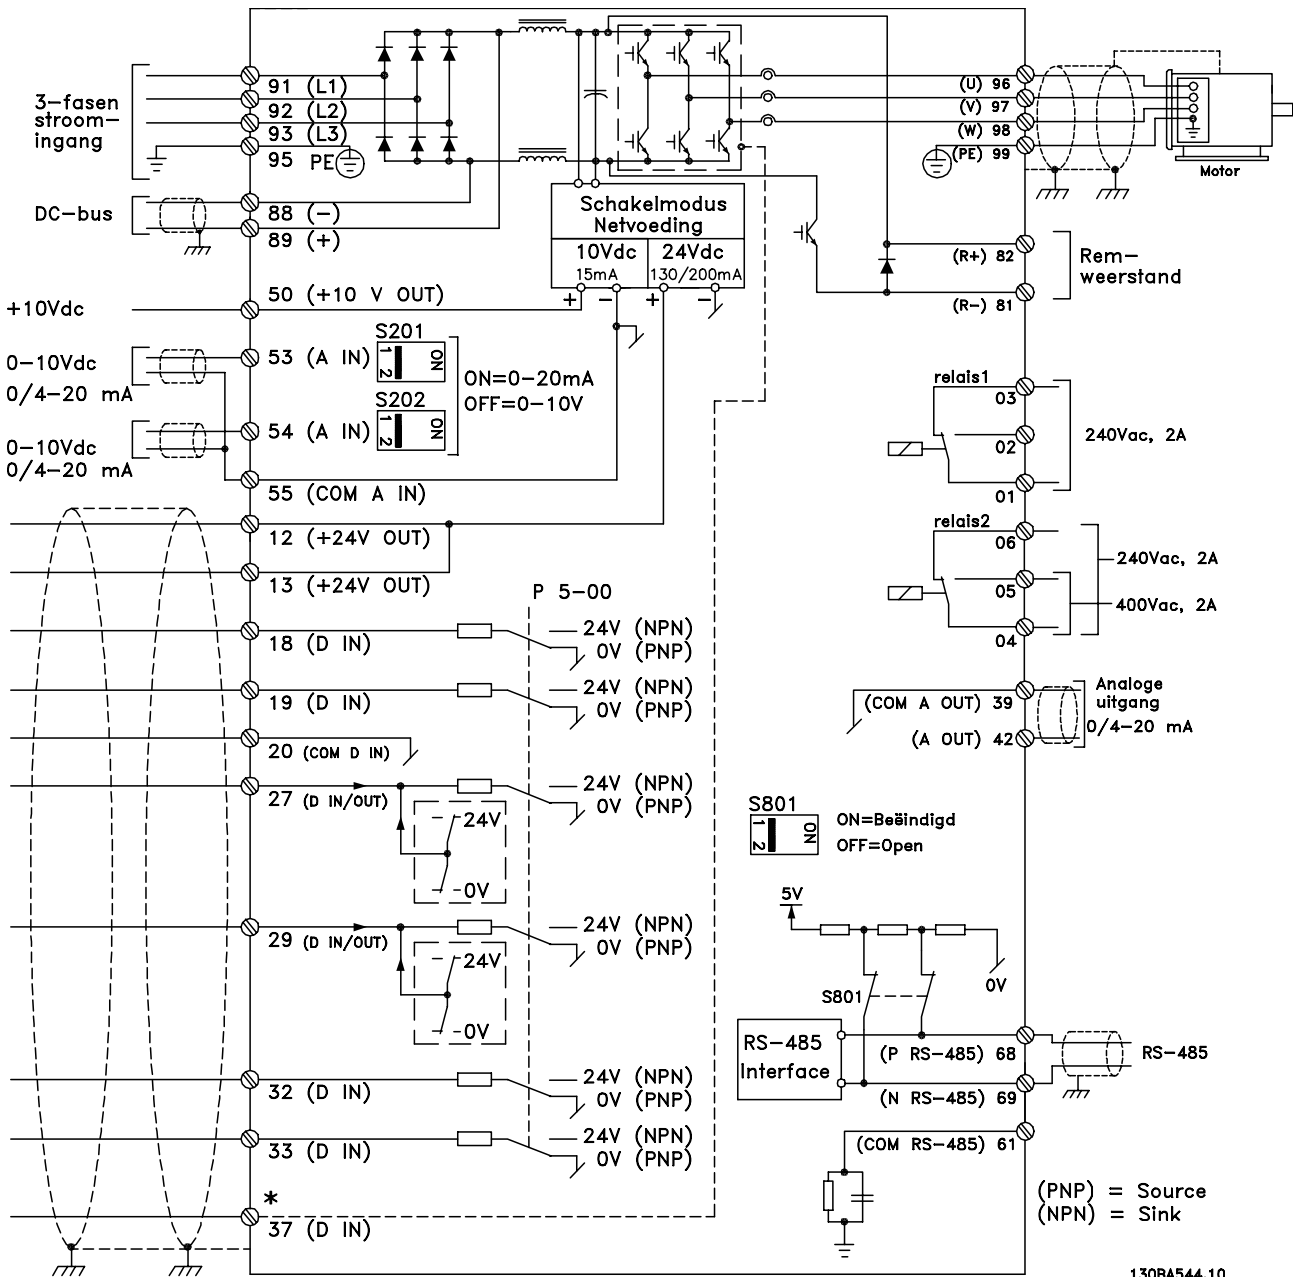 3-fasen
stroom-
ingang
91 (L1)
92 (L2)
93 (L3)
95 PE
DC-bus
88 (-)
89 (+)
+10Vdc
50 (+10 V OUT)
0-10Vdc
0/4-20 mA
53 (A IN)
S201
1 2
ON
0-10Vdc
0/4-20 mA
54 (A IN)
S202
1 2
ON
ON=0-20mA
OFF=0-10V
55 (COM A IN)
12 (+24V OUT)
13 (+24V OUT)
P 5-00
18 (D IN)
24V (NPN)
0V (PNP)
19 (D IN)
24V (NPN)
0V (PNP)
20 (COM D IN)
27 (D IN/OUT)
24V (NPN)
0V (PNP)
24V
0V
29 (D IN/OUT)
24V (NPN)
0V (PNP)
24V
0V
32 (D IN)
24V (NPN)
0V (PNP)
33 (D IN)
24V (NPN)
0V (PNP)
*
37 (D IN)
Schakelmodus
Netvoeding
10Vdc
15mA
24Vdc
130/200mA
+ - + -
(U) 96
(V) 97
(W) 98
(PE) 99
Motor
(R+) 82
(R-) 81
Rem-
weerstand
relais1
03
02
01
240Vac, 2A
relais2
06
05
04
240Vac, 2A
400Vac, 2A
(COM A OUT) 39
(A OUT) 42
Analoge
uitgang
0/4-20 mA
S801
1 2
ON
ON=Beëindigd
OFF=Open
5V
S801
0V
RS-485
Interface
(P RS-485) 68
(N RS-485) 69
RS-485
(COM RS-485) 61
(PNP) = Source
(NPN) = Sink
130BA544.10